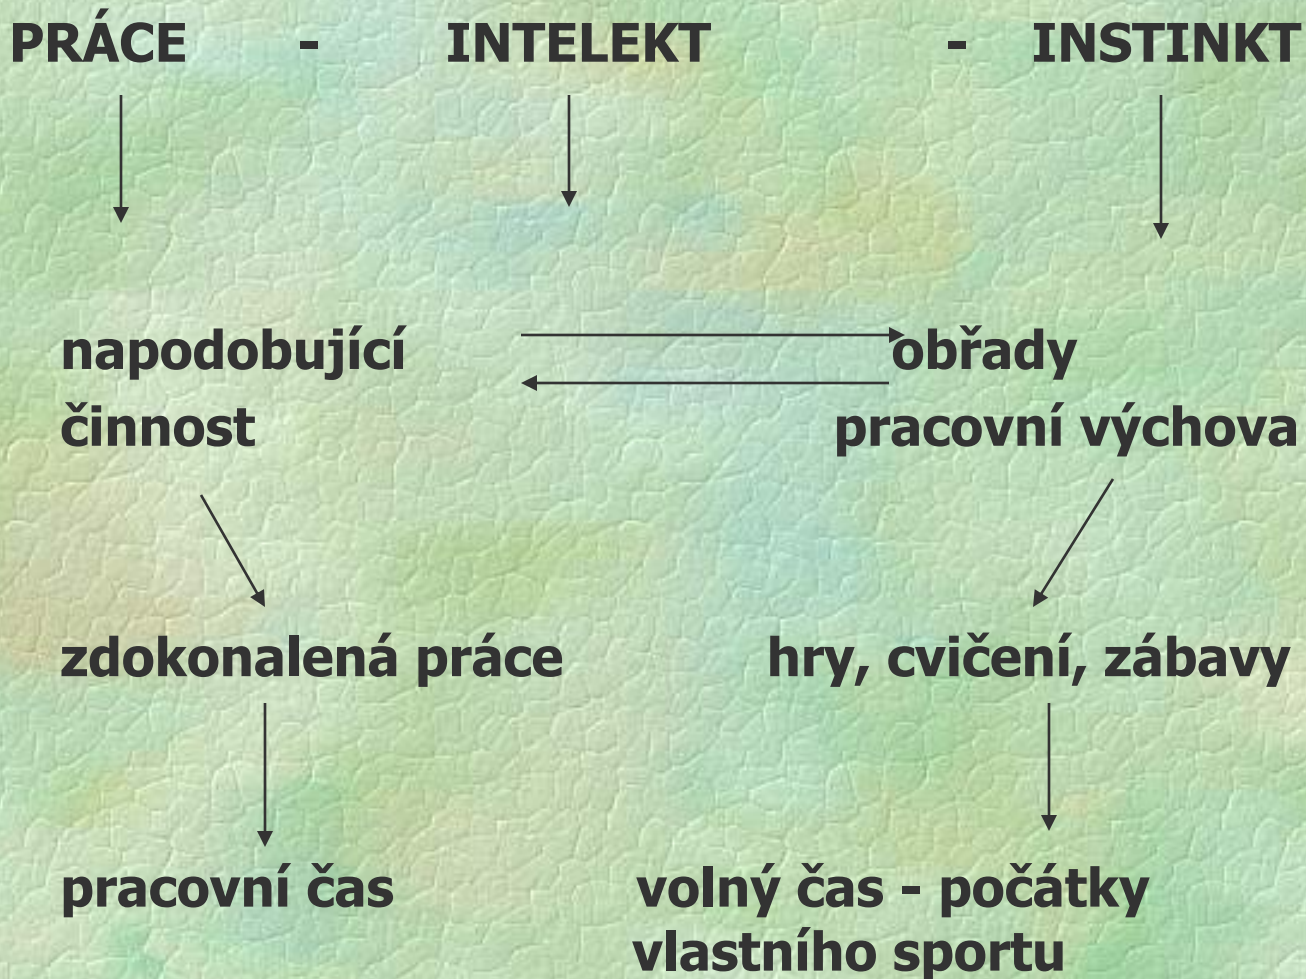 PRÁCE - INTELEKT - INSTINKT
napodobující obřady
činnost pracovní výchova
zdokonalená práce hry, cvičení, zábavy
pracovní čas volný čas - počátky
vlastního sportu